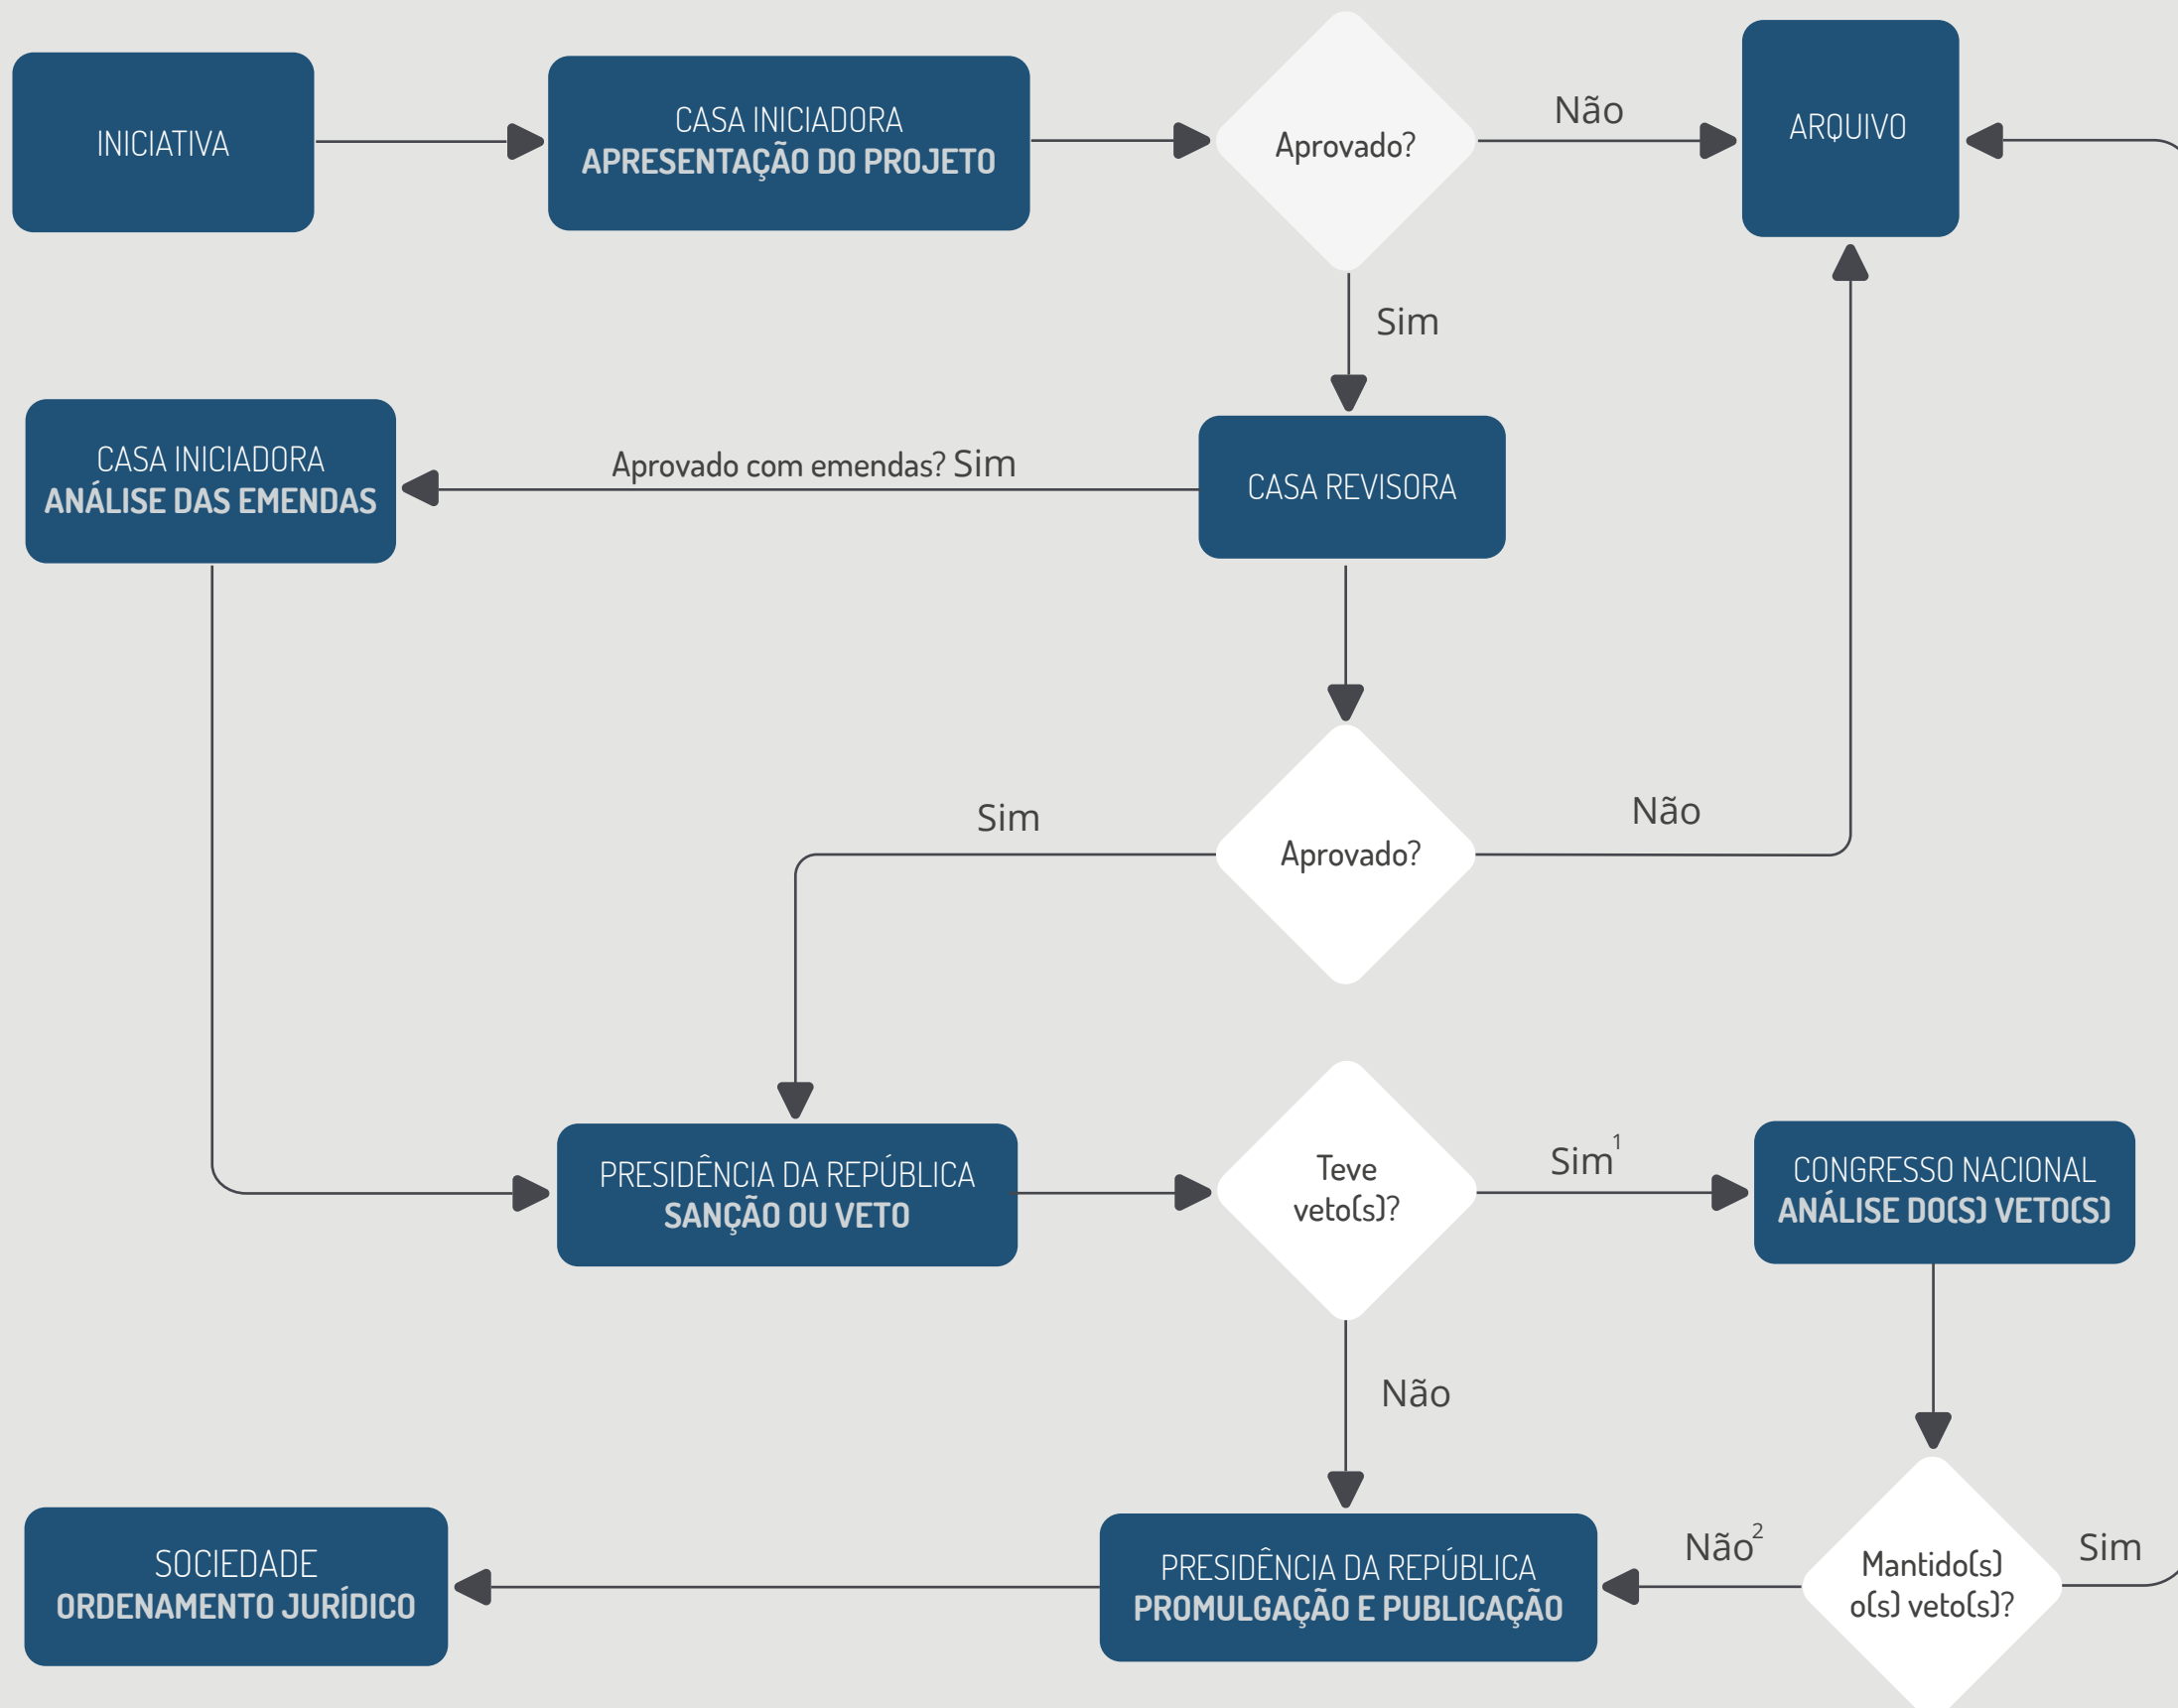 INICIATIVA
CASA INICIADORA
APRESENTAÇÃO DO PROJETO
Aprovado?
Não
ARQUIVO
Sim
CASA INICIADORA
ANÁLISE DAS EMENDAS
Aprovado com emendas? Sim
CASA REVISORA
Sim
Aprovado?
Não
PRESIDÊNCIA DA REPÚBLICA
SANÇÃO OU VETO
Teve
veto(s)?
Sim¹
CONGRESSO NACIONAL
ANÁLISE DO(S) VETO(S)
Não
SOCIEDADE
ORDENAMENTO JURÍDICO
PRESIDÊNCIA DA REPÚBLICA
PROMULGAÇÃO E PUBLICAÇÃO
Não²
Mantido(s)
o(s) veto(s)?
Sim